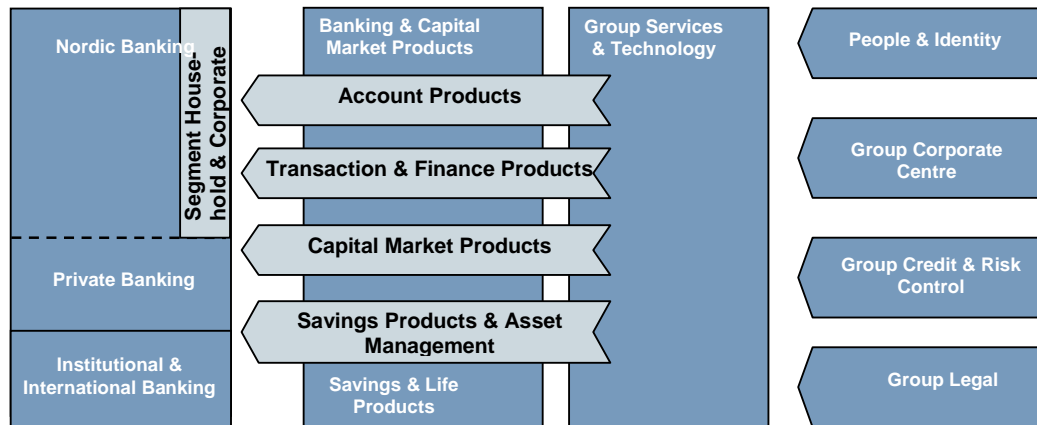 Nordic Banking
Segment House-
hold & Corporate
Private Banking
Institutional &
International Banking
Banking & Capital
Market Products
Account Products
Transaction & Finance Products
Capital Market Products
Savings Products & Asset
Management
Savings & Life
Products
Group Services
& Technology
People & Identity
Group Corporate
Centre
Group Credit & Risk
Control
Group Legal